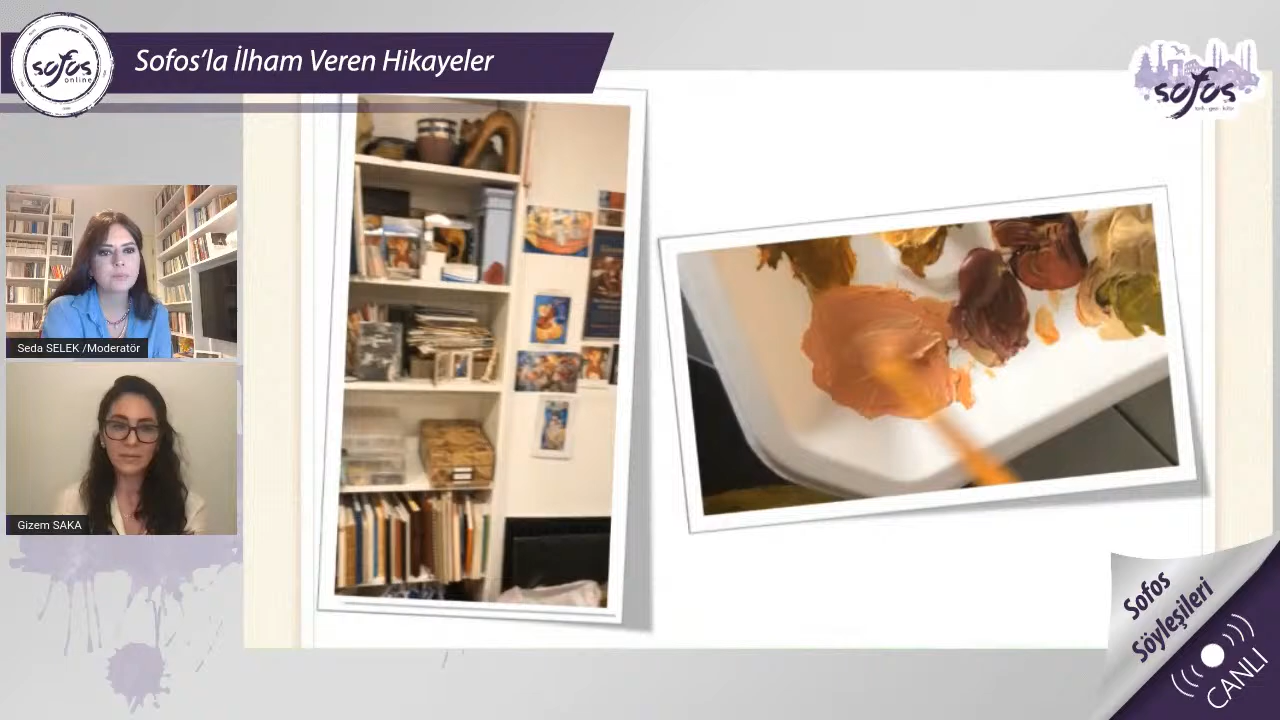 sofos
online
Sofos'la İlham Veren Hikayeler
sofos
Seda SELEK /Moderatör
Gizem SAKA
Sofos
Söyleşileri
CANLI